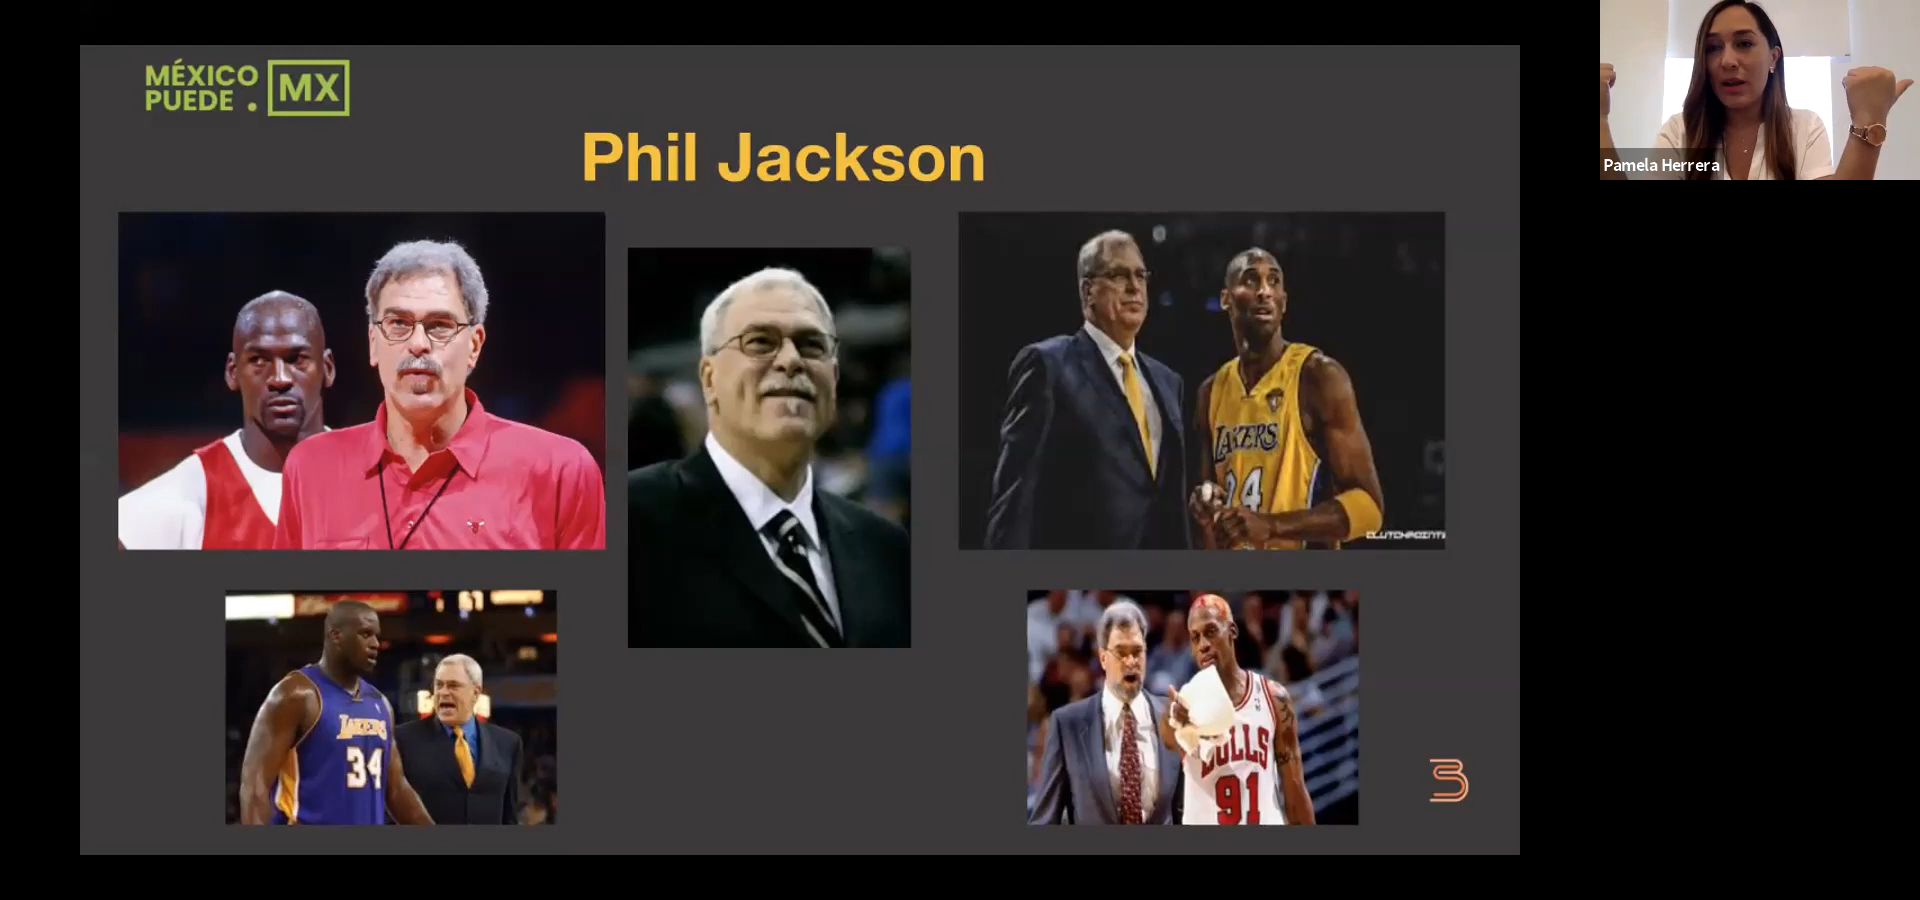 MÉXICO
PUEDE. MX
Phil Jackson
LAKERS
24
CLUTCHPOINTS
LAKERS
34
BULLS
91
Pamela Herrera